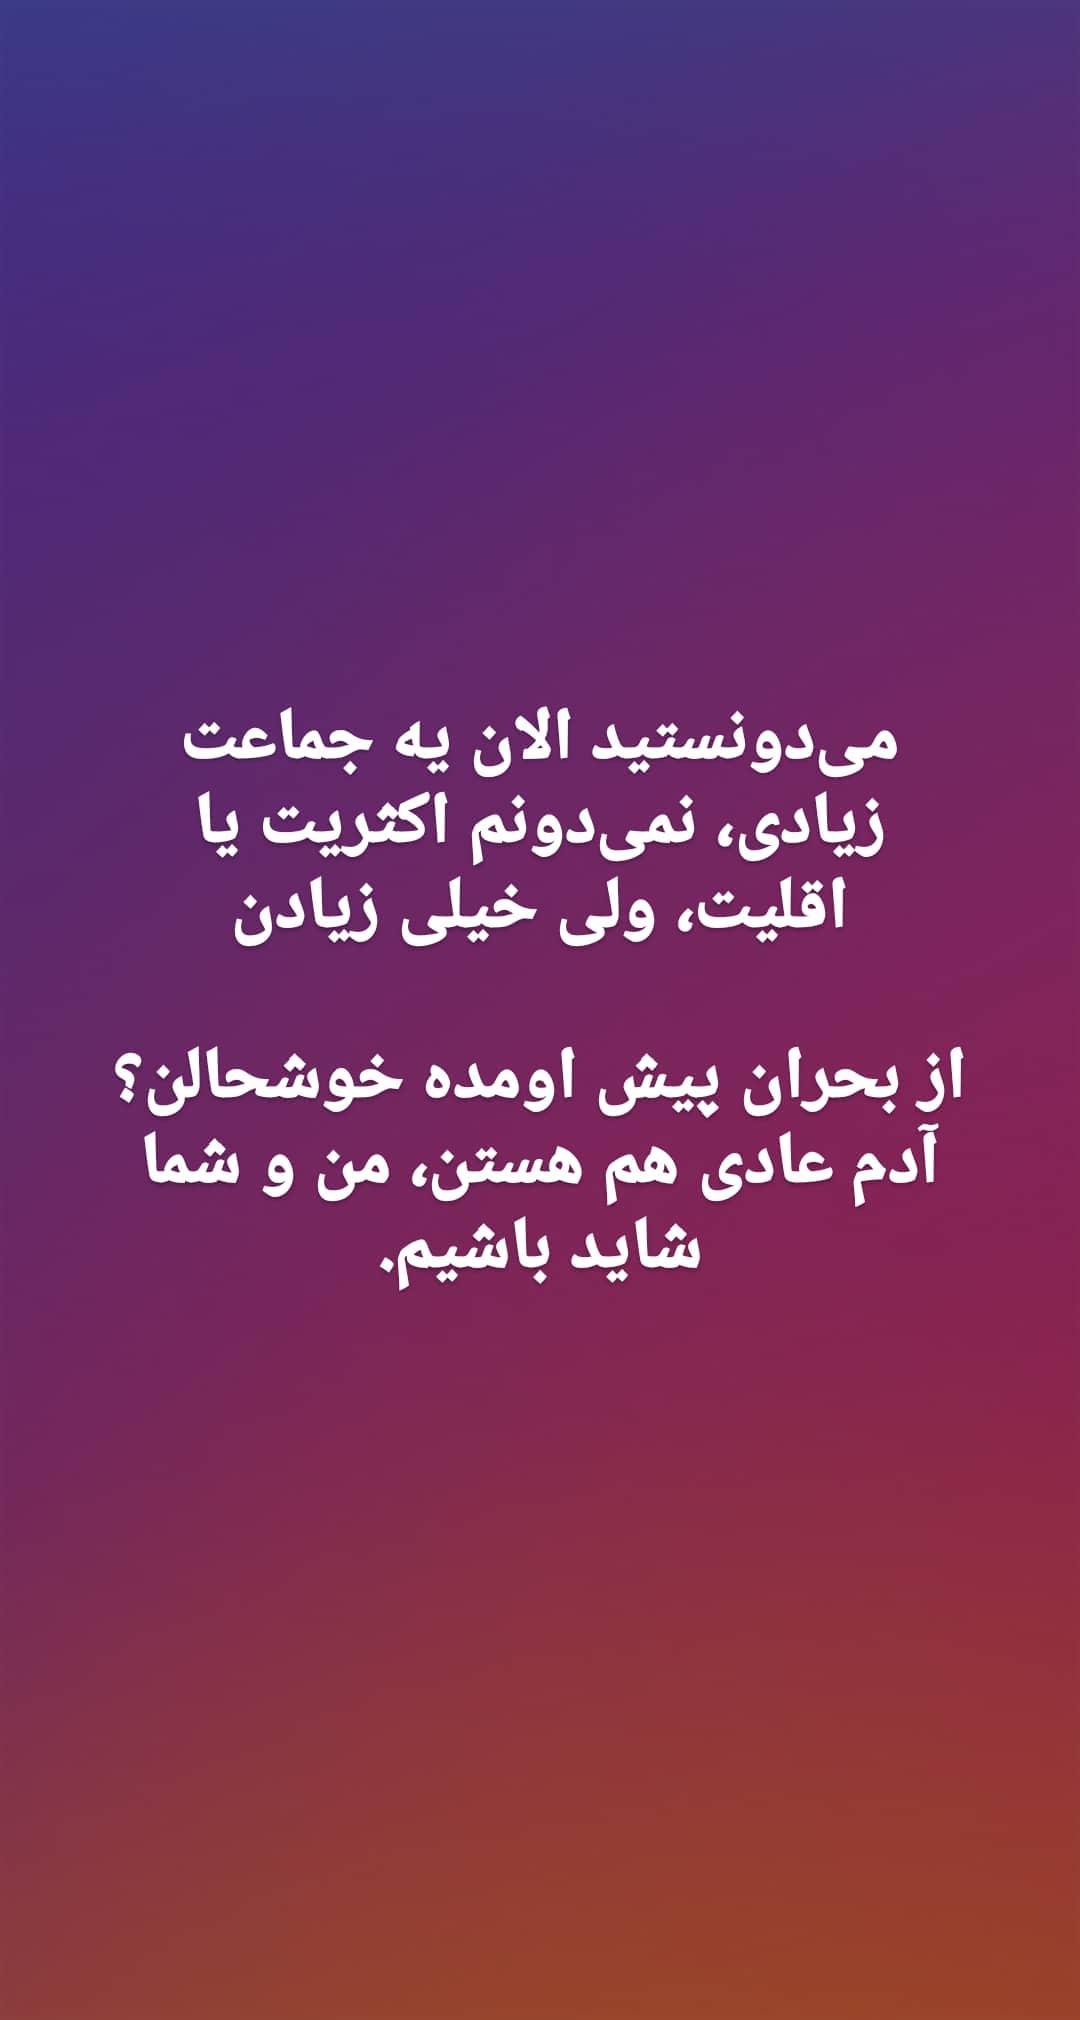 می‌دونستید الان یه جماعت
زیادی، نمی‌دونم اکثریت یا
اقلیت، ولی خیلی زیادن
از بحران پیش اومده خوشحالن؟
آدم عادی هم هستن، من و شما
شاید باشیم.